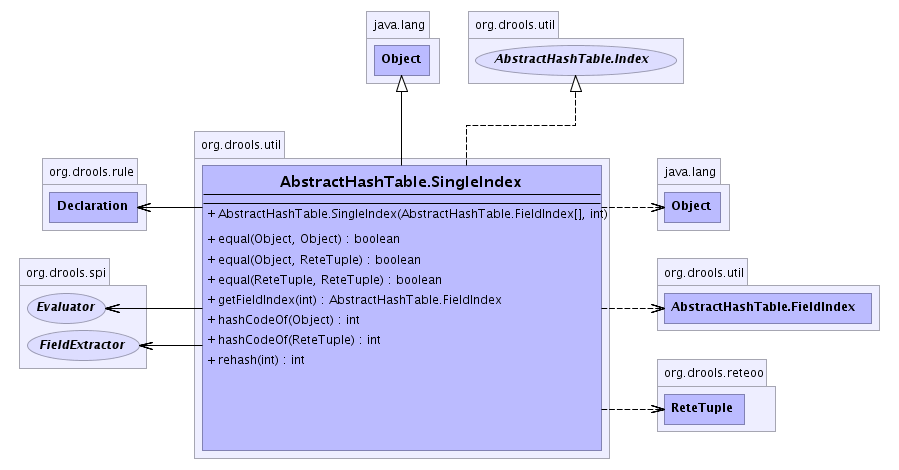 java.lang
org.drools.util
Object
AbstractHashTable.Index
org.drools.util
org.drools.rule
Declaration
org.drools.spi
Evaluator
FieldExtractor
AbstractHashTable.SingleIndex
+ AbstractHashTable.SingleIndex(AbstractHashTable.FieldIndex[], int)
+ equal(Object, Object) : boolean
+ equal(Object, ReteTuple) : boolean
+ equal(ReteTuple, ReteTuple) : boolean
+ getFieldIndex(int) : AbstractHashTable.FieldIndex
+ hashCodeOf(Object) : int
+ hashCodeOf(ReteTuple) : int
+ rehash(int) : int
java.lang
Object
org.drools.util
AbstractHashTable.FieldIndex
org.drools.reteoo
ReteTuple